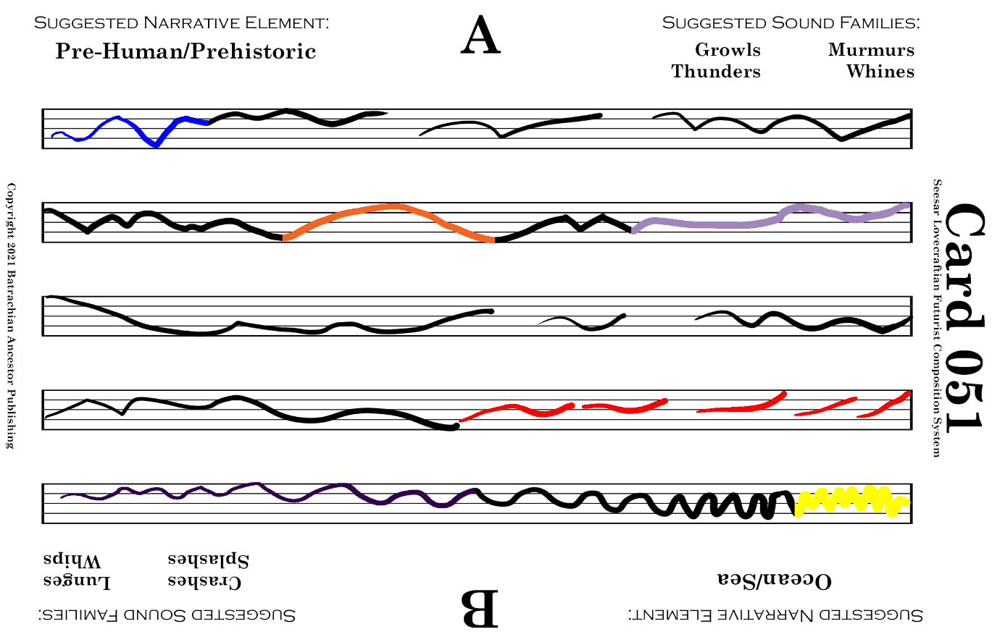 Suggested Narrative Element:
Pre-Human/Prehistoric
A
Suggested Sound Families:
Growls Murmurs
Thunders Whines
Copyright 2021 Batrachian Ancestor Publishing
Card 051
Seesar Lovecraftian Futurist Composition System
B
Suggested Narrative Element:
Ocean/Sea
Suggested Sound Families:
Crashes Lunges
Splashes Whips